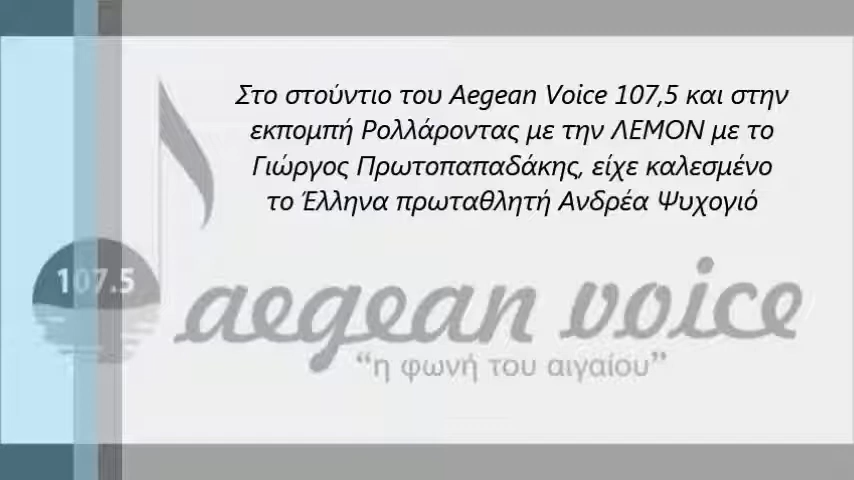 Στο στούντιο του Aegean Voice 107,5 και στην
εκπομπή Ρολλάροντας με την ΛΕΜΟΝ με το
Γιώργος Πρωτοπαπαδάκης, είχε καλεσμένο
το Έλληνα πρωταθλητή Ανδρέα Ψυχογιό
107.5
aegean voice
“η φωνή του αιγαίου”